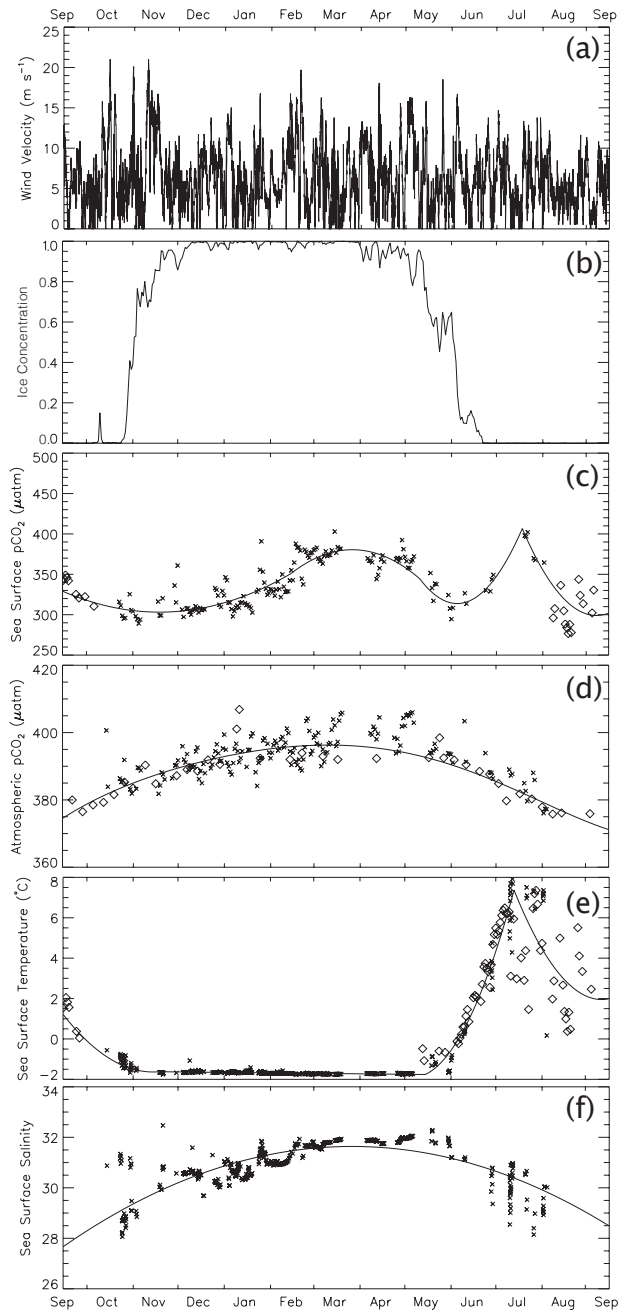 Sep Oct Nov Dec Jan Feb Mar Apr May Jun Jul Aug Sep
(a)
25
20
15
10
5
0
Wind Velocity (m s⁻¹)
(b)
1.0
0.8
0.6
0.4
0.2
0.0
Ice Concentration
(c)
500
450
400
350
300
250
Sea Surface pCO₂ (μatm)
(d)
420
400
380
360
Atmospheric pCO₂ (μatm)
(e)
8
6
4
2
0
−2
Sea Surface Temperature (°C)
(f)
34
32
30
28
26
Sea Surface Salinity
Sep Oct Nov Dec Jan Feb Mar Apr May Jun Jul Aug Sep